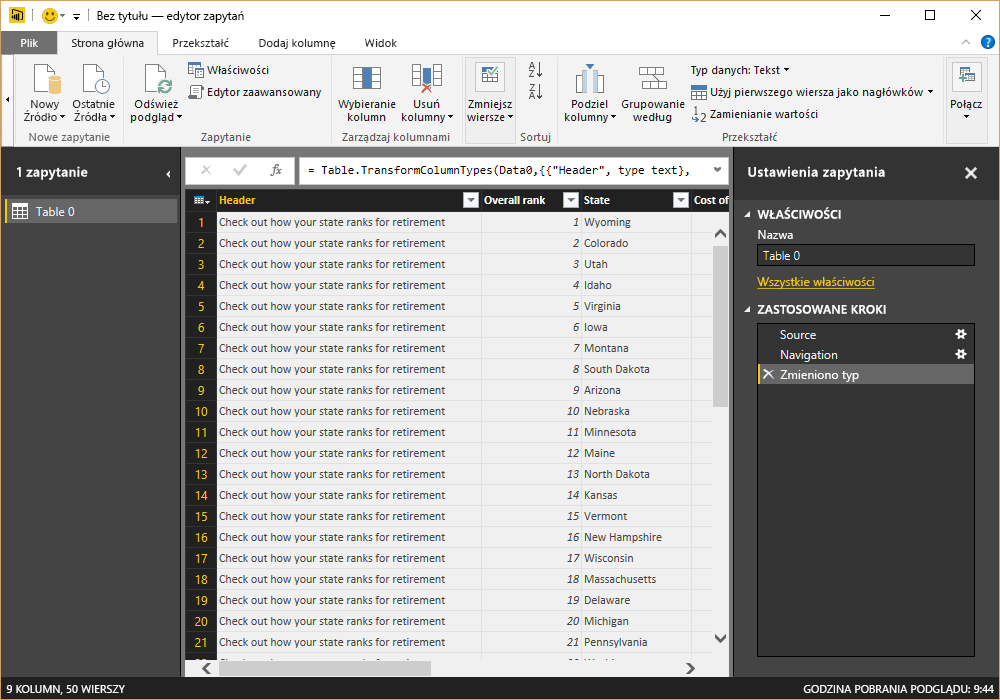 Bez tytułu — edytor zapytań
Plik Strona główna Przekształć Dodaj kolumnę Widok
Nowy Źródło
Ostatnie Źródła
Nowe zapytanie
Odśwież podgląd
Właściwości
Edytor zaawansowany
Zapytanie
Wybieranie kolumn
Usuń kolumny
Zarządzaj kolumnami
Zmniejsz wiersze
A Z
Z A
Sortuj
Podziel kolumny
Grupowanie według
Typ danych: Tekst
Użyj pierwszego wiersza jako nagłówków
1 2 Zamienianie wartości
Przekształć
Połącz
1 zapytanie
Table 0
fx = Table.TransformColumnTypes(Data0,{{"Header", type text},
Header Overall rank State Cost of
1 Check out how your state ranks for retirement 1 Wyoming
2 Check out how your state ranks for retirement 2 Colorado
3 Check out how your state ranks for retirement 3 Utah
4 Check out how your state ranks for retirement 4 Idaho
5 Check out how your state ranks for retirement 5 Virginia
6 Check out how your state ranks for retirement 6 Iowa
7 Check out how your state ranks for retirement 7 Montana
8 Check out how your state ranks for retirement 8 South Dakota
9 Check out how your state ranks for retirement 9 Arizona
10 Check out how your state ranks for retirement 10 Nebraska
11 Check out how your state ranks for retirement 11 Minnesota
12 Check out how your state ranks for retirement 12 Maine
13 Check out how your state ranks for retirement 13 North Dakota
14 Check out how your state ranks for retirement 14 Kansas
15 Check out how your state ranks for retirement 15 Vermont
16 Check out how your state ranks for retirement 16 New Hampshire
17 Check out how your state ranks for retirement 17 Wisconsin
18 Check out how your state ranks for retirement 18 Massachusetts
19 Check out how your state ranks for retirement 19 Delaware
20 Check out how your state ranks for retirement 20 Michigan
21 Check out how your state ranks for retirement 21 Pennsylvania
Ustawienia zapytania
WŁAŚCIWOŚCI
Nazwa
Table 0
Wszystkie właściwości
ZASTOSOWANE KROKI
Source
Navigation
Zmieniono typ
9 KOLUMN, 50 WIERSZY
GODZINA POBRANIA PODGLĄDU: 9:44